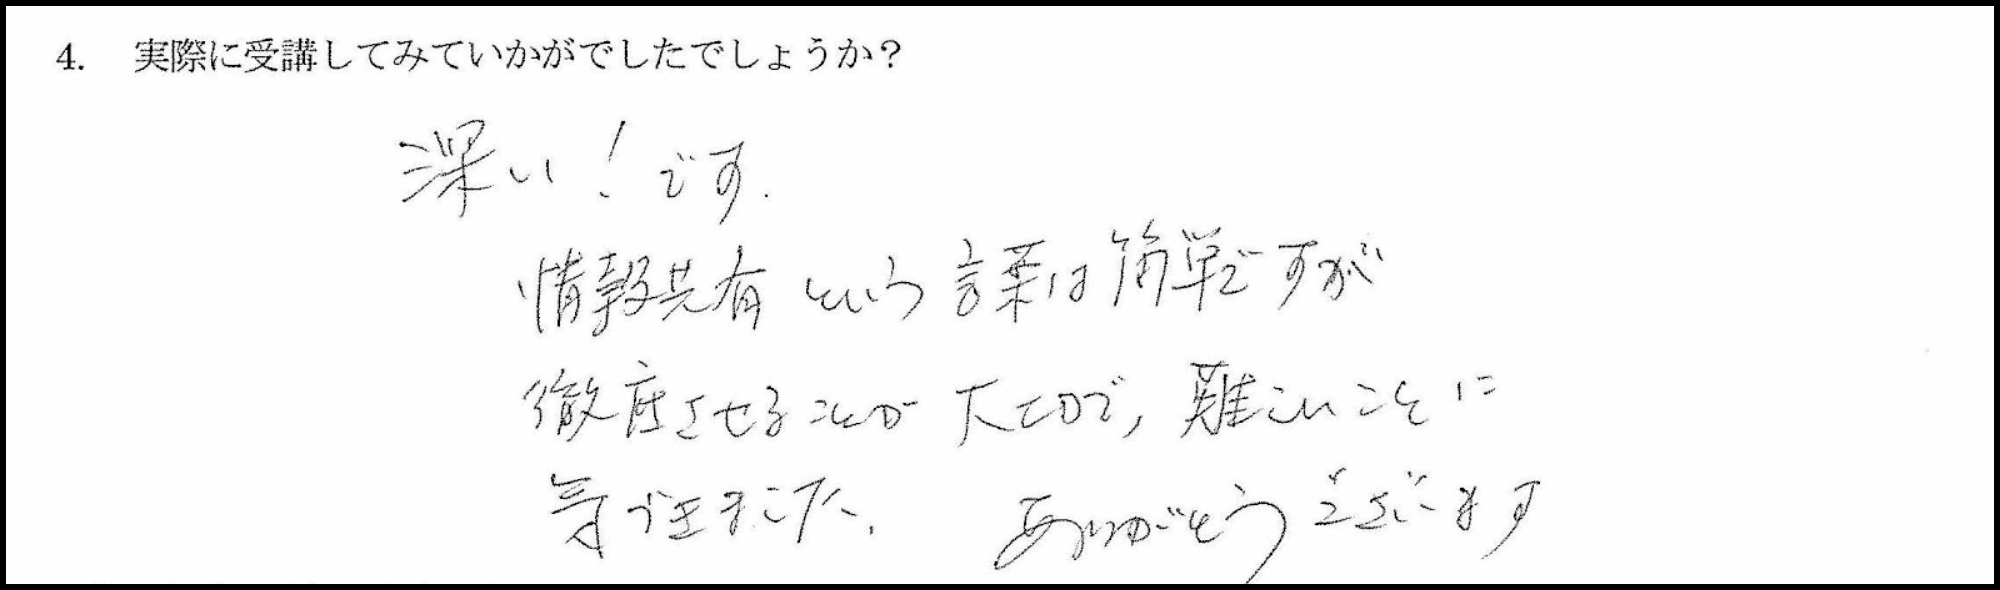 4. 実際に受講してみていかがでしたでしょうか？
深い！です.
情報共有という言葉は簡単ですが
徹底させることが大切で, 難しいことに
気づきました. ありがとうございます